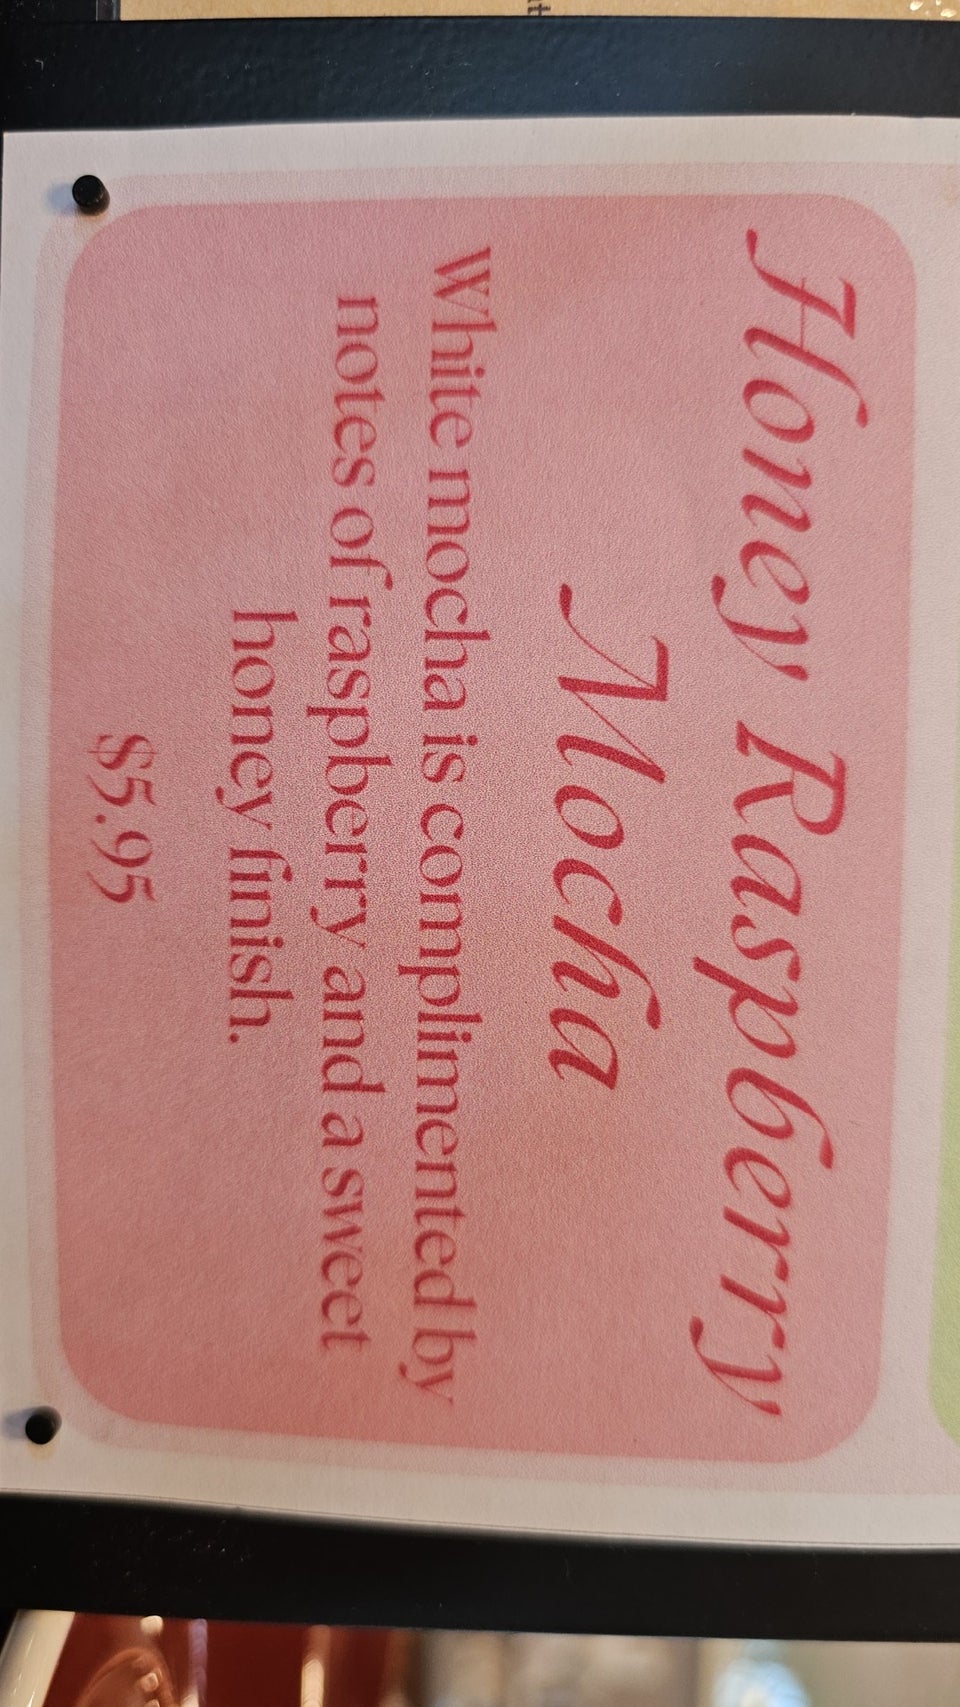 Honey Raspberry
Mocha
White mocha is complimented by
notes of raspberry and a sweet
honey finish.
$5.95